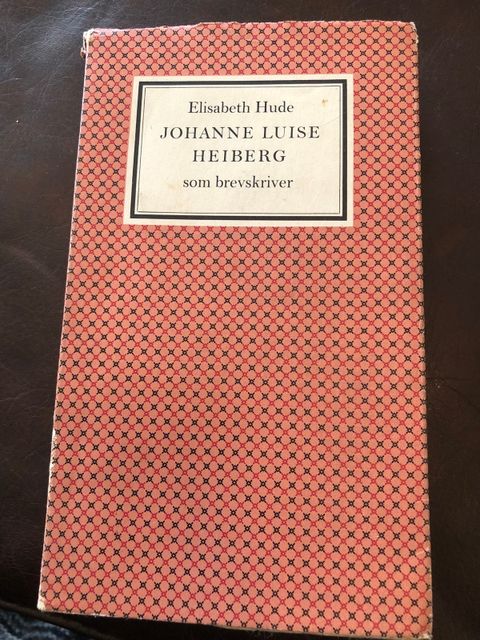 Elisabeth Hude
JOHANNE LUISE
HEIBERG
som brevskriver